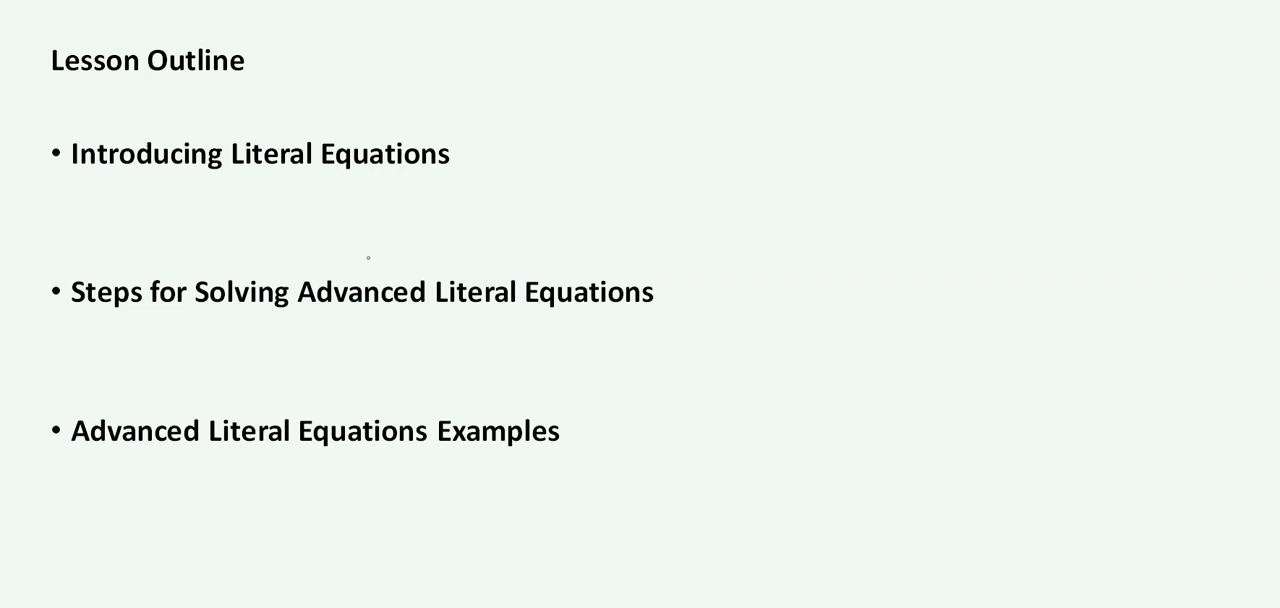 Lesson Outline
• Introducing Literal Equations
• Steps for Solving Advanced Literal Equations
• Advanced Literal Equations Examples